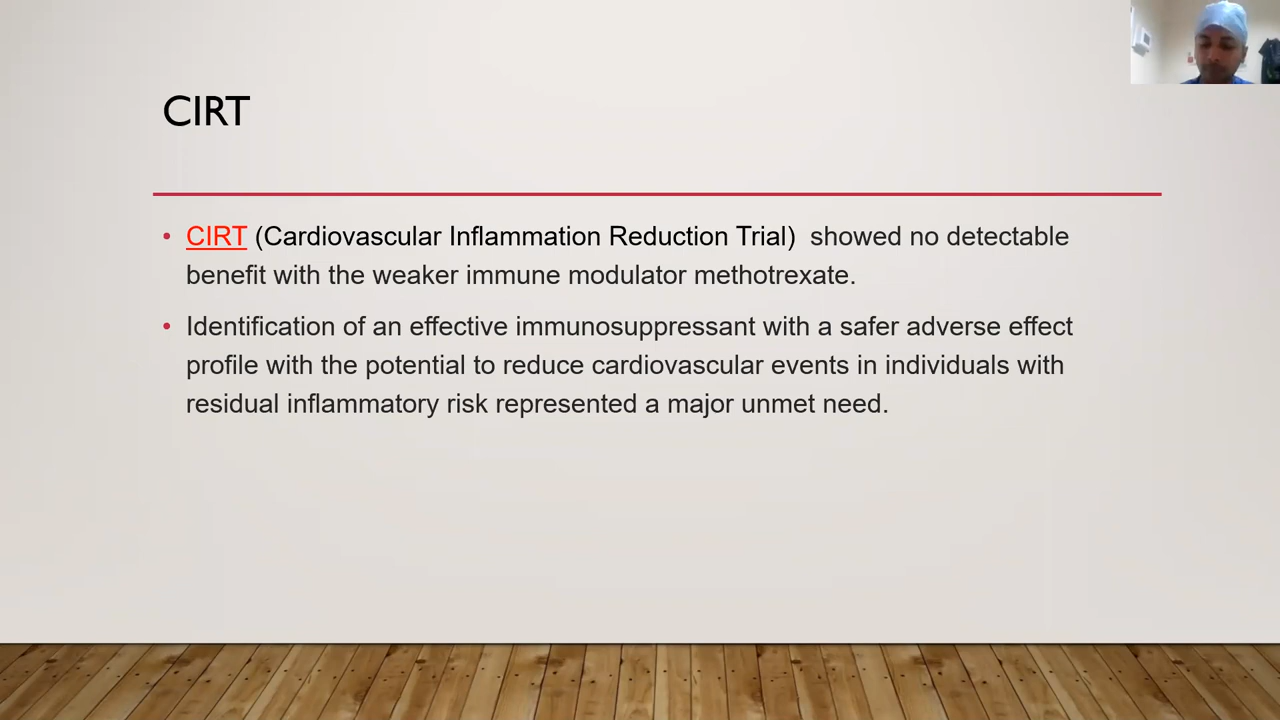 CIRT
• CIRT (Cardiovascular Inflammation Reduction Trial) showed no detectable
benefit with the weaker immune modulator methotrexate.
• Identification of an effective immunosuppressant with a safer adverse effect
profile with the potential to reduce cardiovascular events in individuals with
residual inflammatory risk represented a major unmet need.